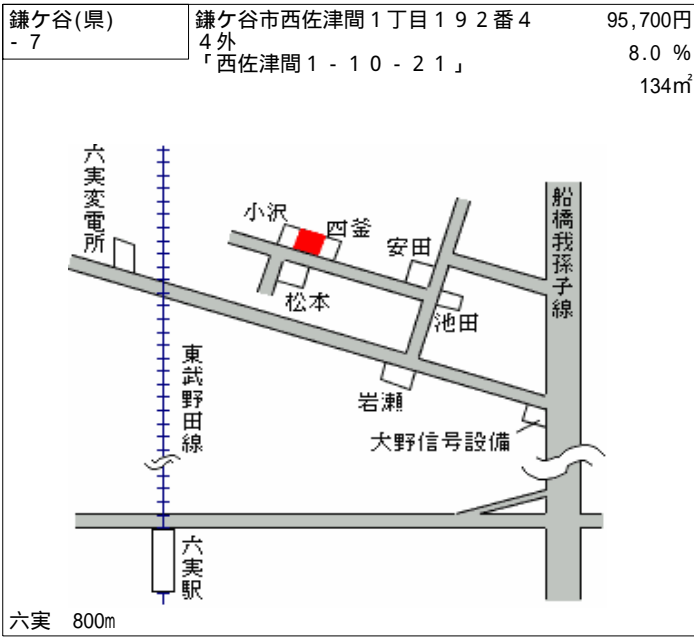 鎌ケ谷(県)
- 7
鎌ケ谷市西佐津間1丁目192番4
4外
「西佐津間1-10-21」
95,700円
8.0 %
134㎡
六実変電所
小沢
四釜
安田
船橋我孫子線
松本
池田
東武野田線
岩瀬
犬野信号設備
六実駅
六実 800m